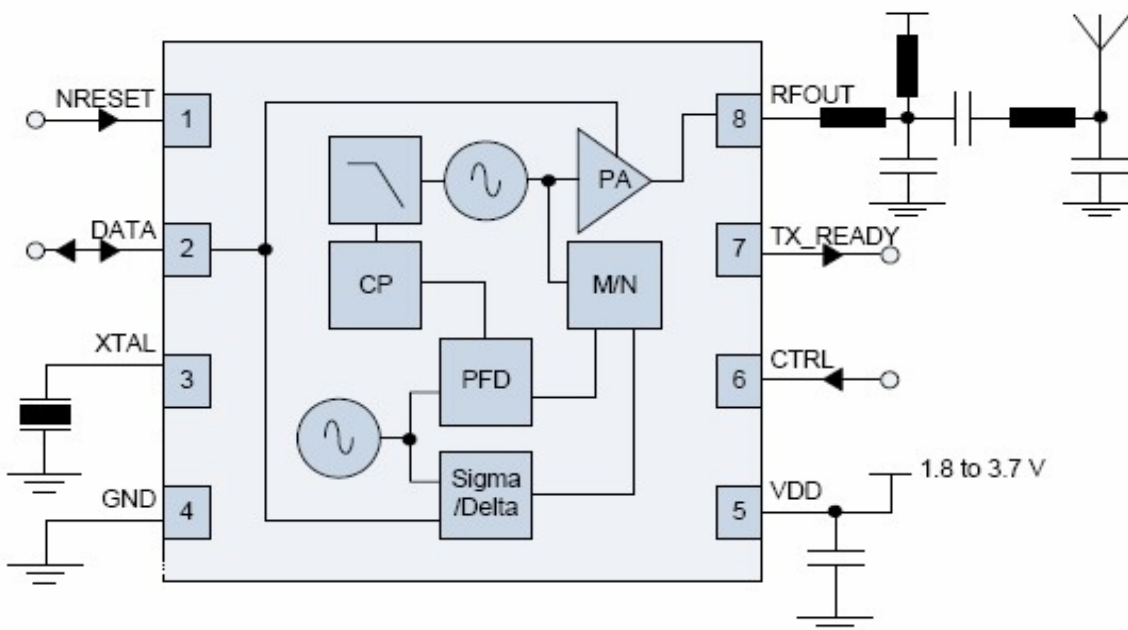 NRESET
1
DATA
2
XTAL
3
GND
4
CP
PFD
Sigma
/Delta
M/N
PA
8
RFOUT
7
TX_READY
6
CTRL
5
VDD
1.8 to 3.7 V